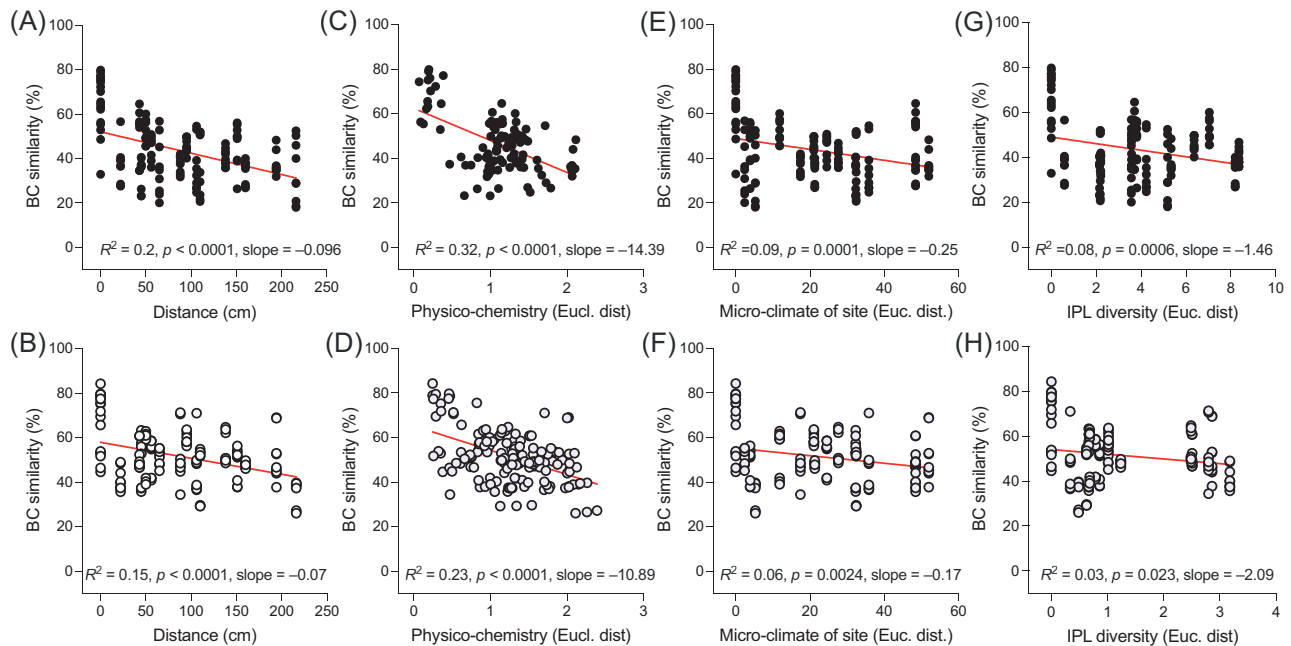 (A)
100
80
60
40
20
0
BC similarity (%)
R² = 0.2, p < 0.0001, slope = –0.096
0 50 100 150 200 250
Distance (cm)
(C)
100
80
60
40
20
0
BC similarity (%)
R² = 0.32, p < 0.0001, slope = –14.39
0 1 2 3
Physico-chemistry (Eucl. dist)
(E)
100
80
60
40
20
0
BC similarity (%)
R² =0.09, p = 0.0001, slope = –0.25
0 20 40 60
Micro-climate of site (Euc. dist.)
(G)
100
80
60
40
20
0
BC similarity (%)
R² =0.08, p = 0.0006, slope = –1.46
0 2 4 6 8 10
IPL diversity (Euc. dist)
(B)
100
80
60
40
20
0
BC similarity (%)
R² = 0.15, p < 0.0001, slope = –0.07
0 50 100 150 200 250
Distance (cm)
(D)
100
80
60
40
20
0
BC similarity (%)
R² = 0.23, p < 0.0001, slope = –10.89
0 1 2 3
Physico-chemistry (Eucl. dist)
(F)
100
80
60
40
20
0
BC similarity (%)
R² = 0.06, p = 0.0024, slope = –0.17
0 20 40 60
Micro-climate of site (Euc. dist.)
(H)
100
80
60
40
20
0
BC similarity (%)
R² = 0.03, p = 0.023, slope = –2.09
0 1 2 3 4
IPL diversity (Euc. dist)